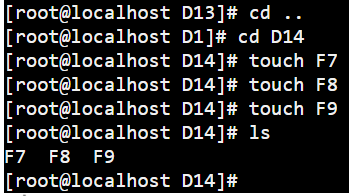 [root@localhost D13]# cd ..
[root@localhost D1]# cd D14
[root@localhost D14]# touch F7
[root@localhost D14]# touch F8
[root@localhost D14]# touch F9
[root@localhost D14]# ls
F7  F8  F9
[root@localhost D14]#